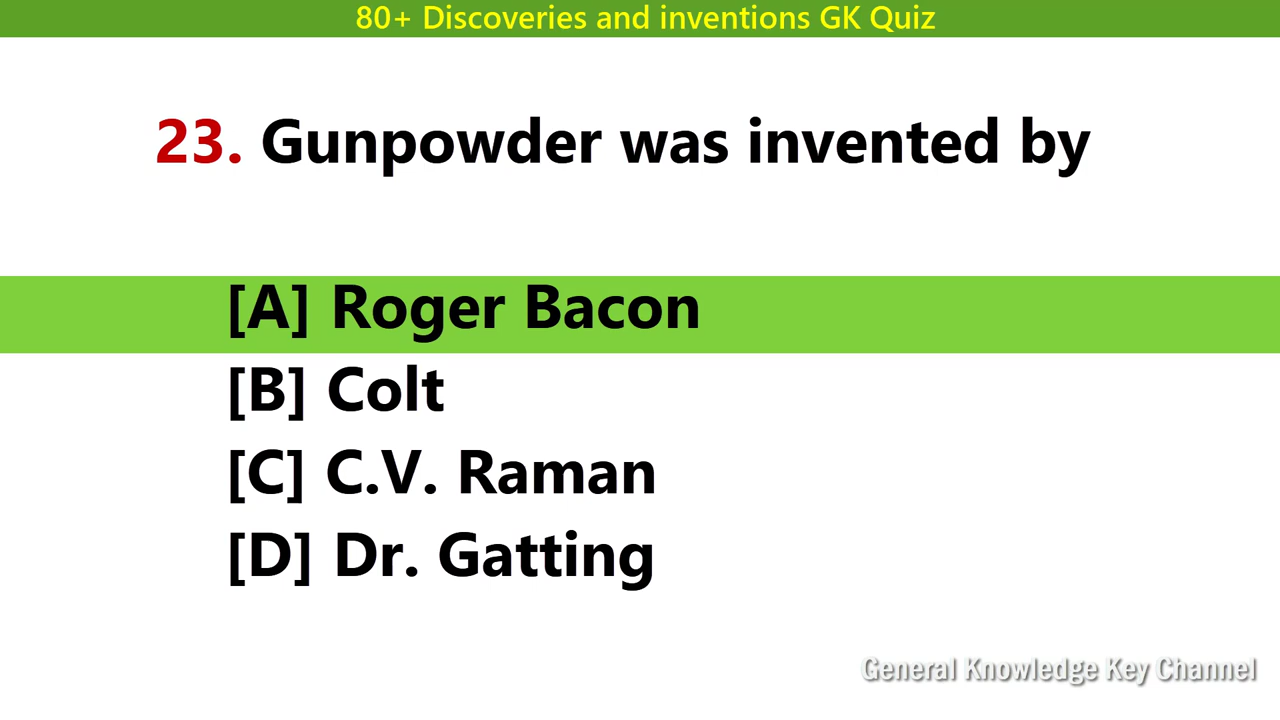 80+ Discoveries and inventions GK Quiz
23. Gunpowder was invented by
[A] Roger Bacon
[B] Colt
[C] C.V. Raman
[D] Dr. Gatting
General Knowledge Key Channel